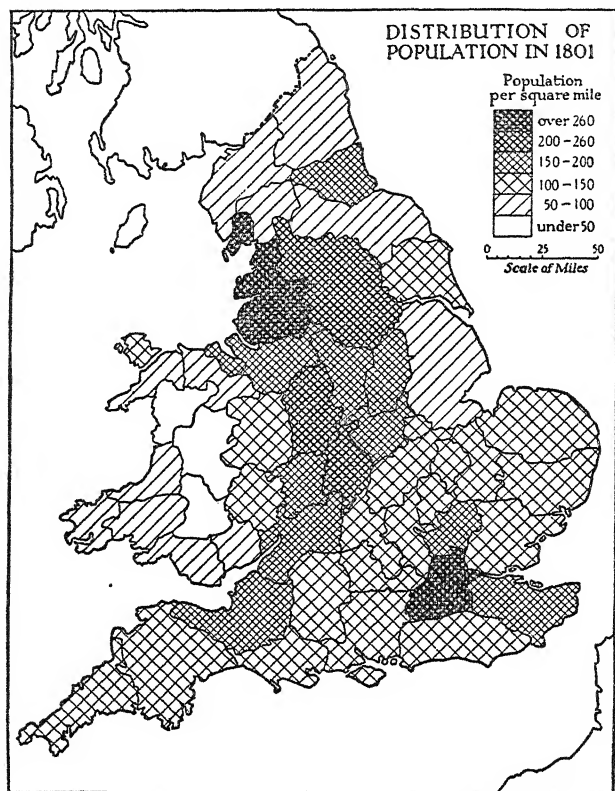 DISTRIBUTION OF
POPULATION IN 1801
Population
per square mile
over 260
200-260
150-200
100-150
50-100
under 50
0 25 50
Scale of Miles